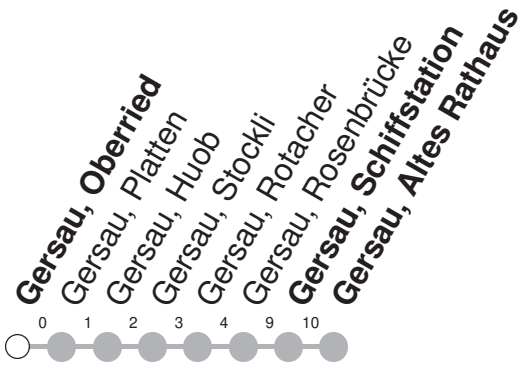 Gersau, Oberried
Gersau, Platten
Gersau, Huob
Gersau, Stockli
Gersau, Rotacher
Gersau, Rosenbrücke
Gersau, Schiffstation
Gersau, Altes Rathaus
0 1 2 3 4 9 10